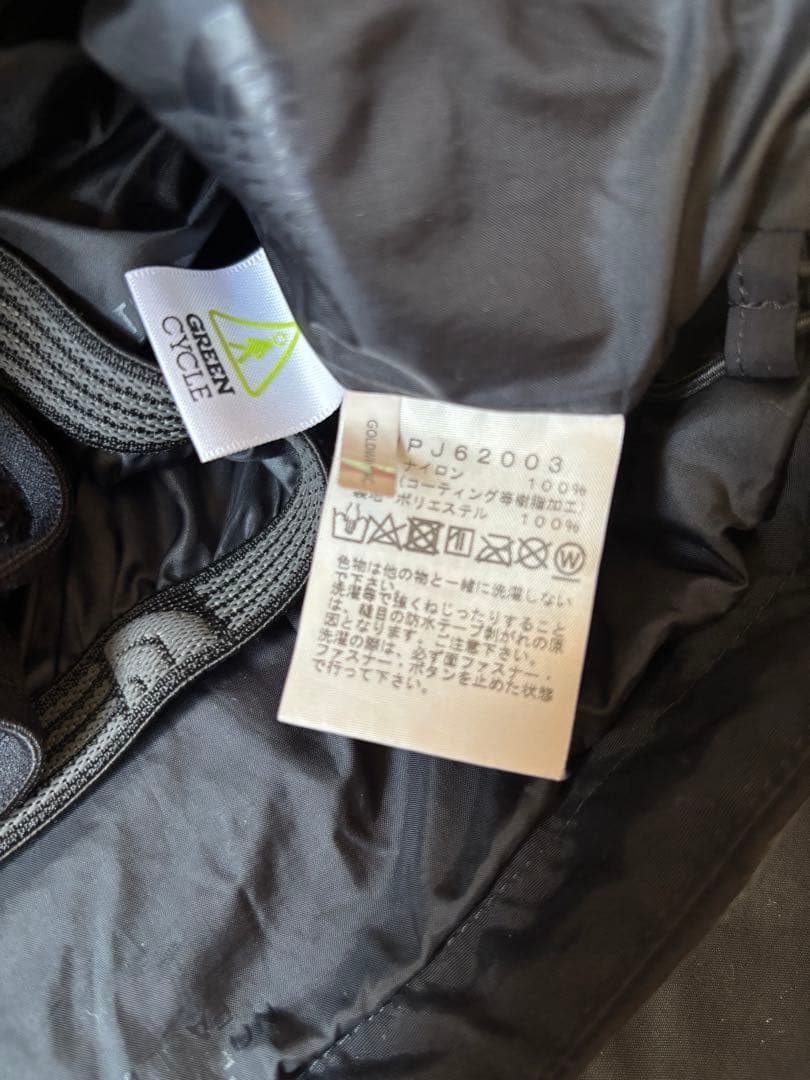 GREEN
CYCLE
GOLDWIN
PJ62003
ナイロン 100%
(コーティング等樹脂加工)
裏地 ポリエステル 100%
W
色物は他の物と一緒に洗濯しない
で下さい。
洗濯等で強くねじったりすること
は、縫目の防水テープ剥がれの原
因となります。ご注意下さい。
洗濯の際は、必ず面ファスナー、
ファスナー、ボタンを止めた状態
で行って下さい。